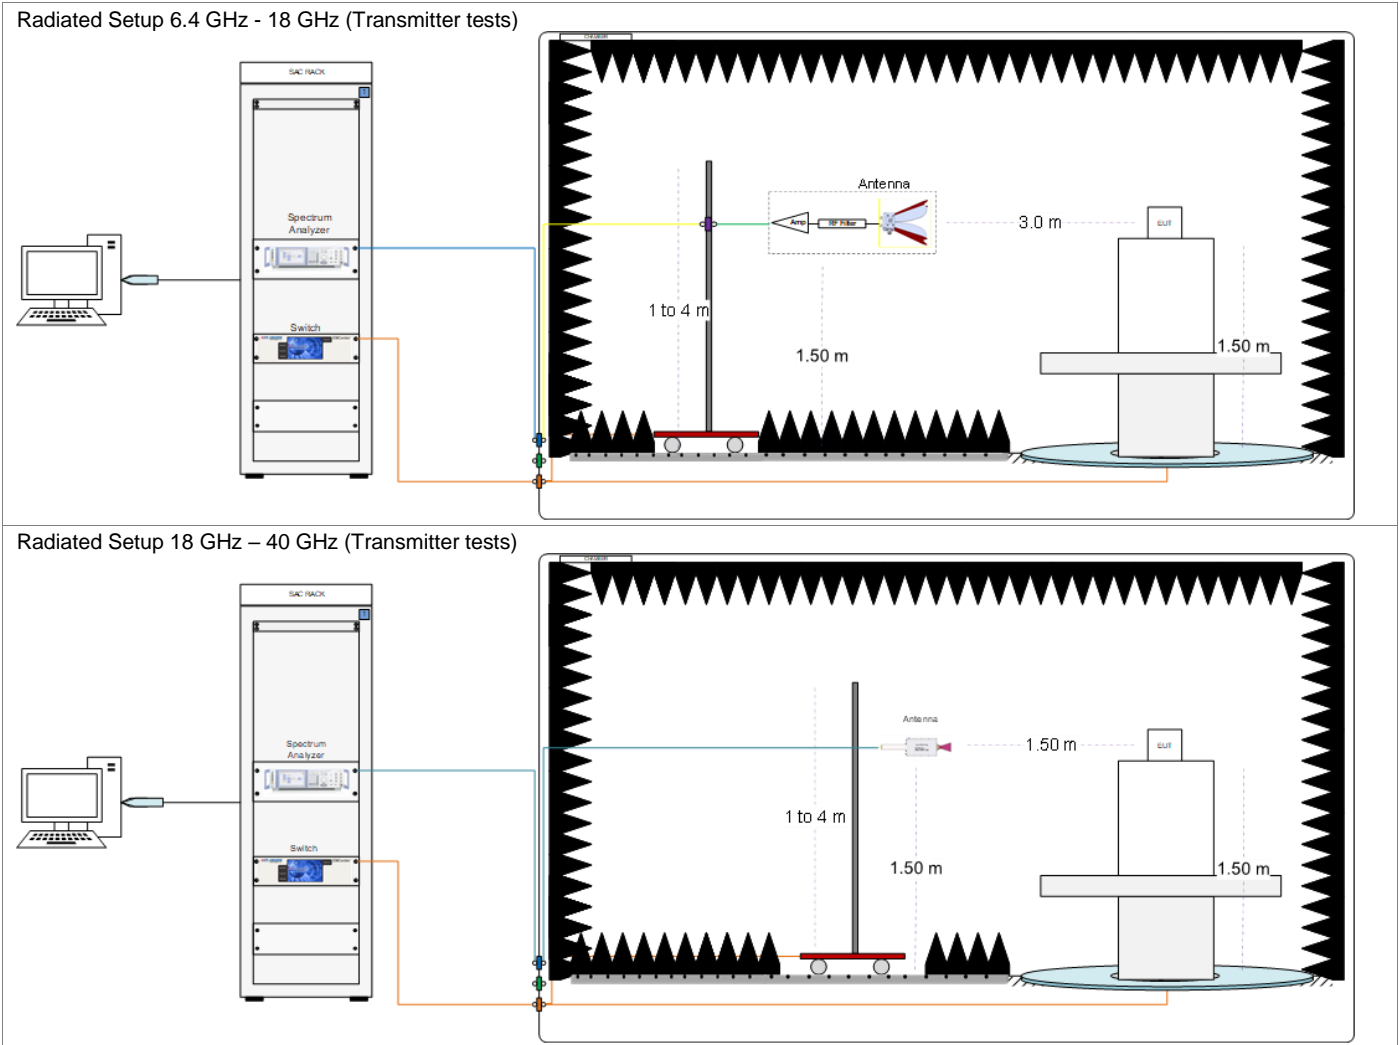 Radiated Setup 6.4 GHz - 18 GHz (Transmitter tests)
CHAMBER
SAC RACK
Antenna
Spectrum
Analyzer
Amp
RF Filter
3.0 m
EUT
1 to 4 m
Switch
1.50 m
1.50 m
Radiated Setup 18 GHz – 40 GHz (Transmitter tests)
CHAMBER
SAC RACK
Antenna
Spectrum
Analyzer
1.50 m
EUT
1 to 4 m
Switch
1.50 m
1.50 m